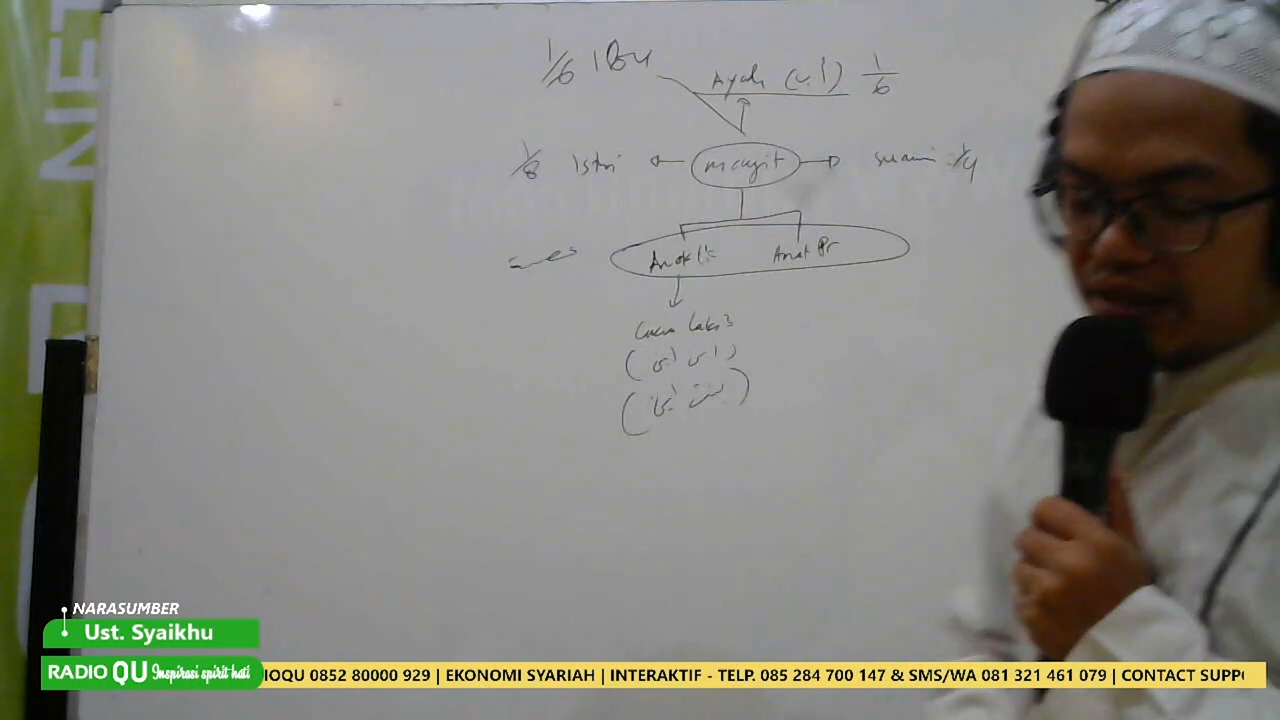 1/6 IBU
Ayah (قا) 1/6
1/8 Istri
mayyit
suami 1/4
Anak lk
Anak Pr
cucu laki2
NARASUMBER
Ust. Syaikhu
RADIO QU Inspirasi spirit hati
IOQU 0852 80000 929 | EKONOMI SYARIAH | INTERAKTIF - TELP. 085 284 700 147 & SMS/WA 081 321 461 079 | CONTACT SUPP